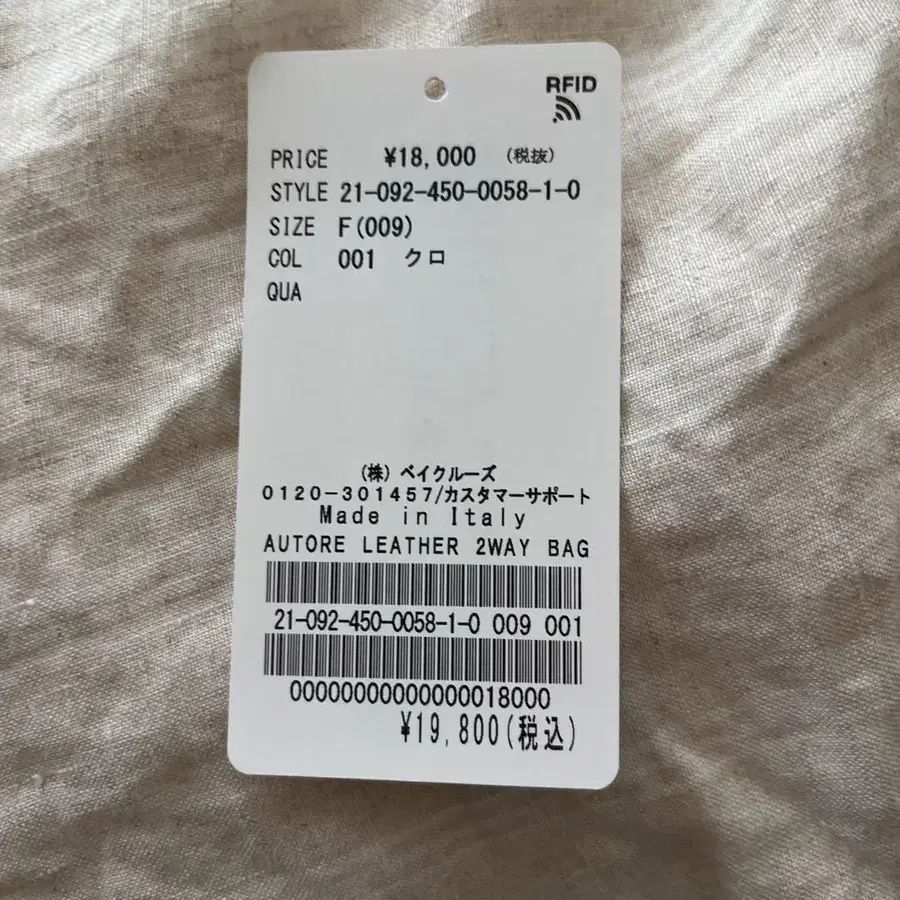 RFID
PRICE ¥18,000 (税抜)
STYLE 21-092-450-0058-1-0
SIZE F(009)
COL 001 クロ
QUA
(株) ベイクルーズ
0120-301457/カスタマーサポート
Made in Italy
AUTORE LEATHER 2WAY BAG
21-092-450-0058-1-0 009 001
00000000000000018000
¥19,800(税込)